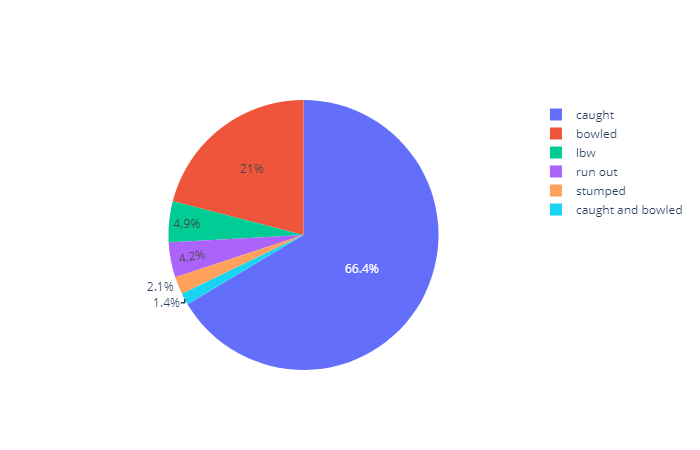 21%
4.9%
4.2%
2.1%
1.4%
66.4%
caught
bowled
lbw
run out
stumped
caught and bowled